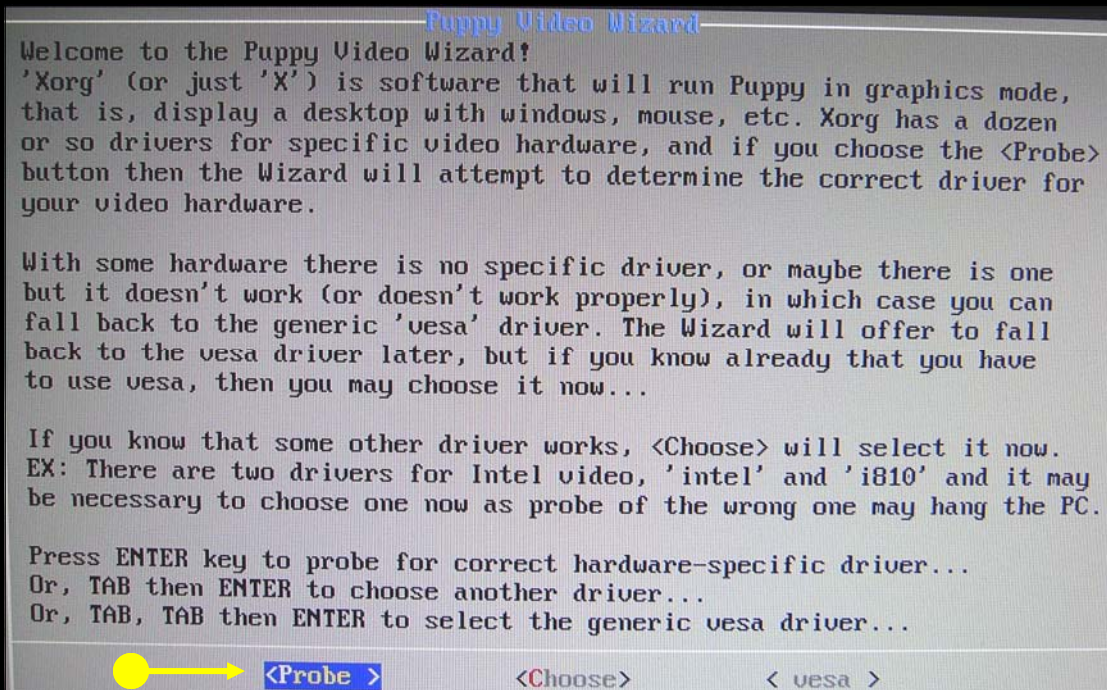 Puppy Video Wizard
Welcome to the Puppy Video Wizard!
'Xorg' (or just 'X') is software that will run Puppy in graphics mode,
that is, display a desktop with windows, mouse, etc. Xorg has a dozen
or so drivers for specific video hardware, and if you choose the <Probe>
button then the Wizard will attempt to determine the correct driver for
your video hardware.
With some hardware there is no specific driver, or maybe there is one
but it doesn't work (or doesn't work properly), in which case you can
fall back to the generic 'vesa' driver. The Wizard will offer to fall
back to the vesa driver later, but if you know already that you have
to use vesa, then you may choose it now...
If you know that some other driver works, <Choose> will select it now.
EX: There are two drivers for Intel video, 'intel' and 'i810' and it may
be necessary to choose one now as probe of the wrong one may hang the PC.
Press ENTER key to probe for correct hardware-specific driver...
Or, TAB then ENTER to choose another driver...
Or, TAB, TAB then ENTER to select the generic vesa driver...
<Probe > <Choose> < vesa >